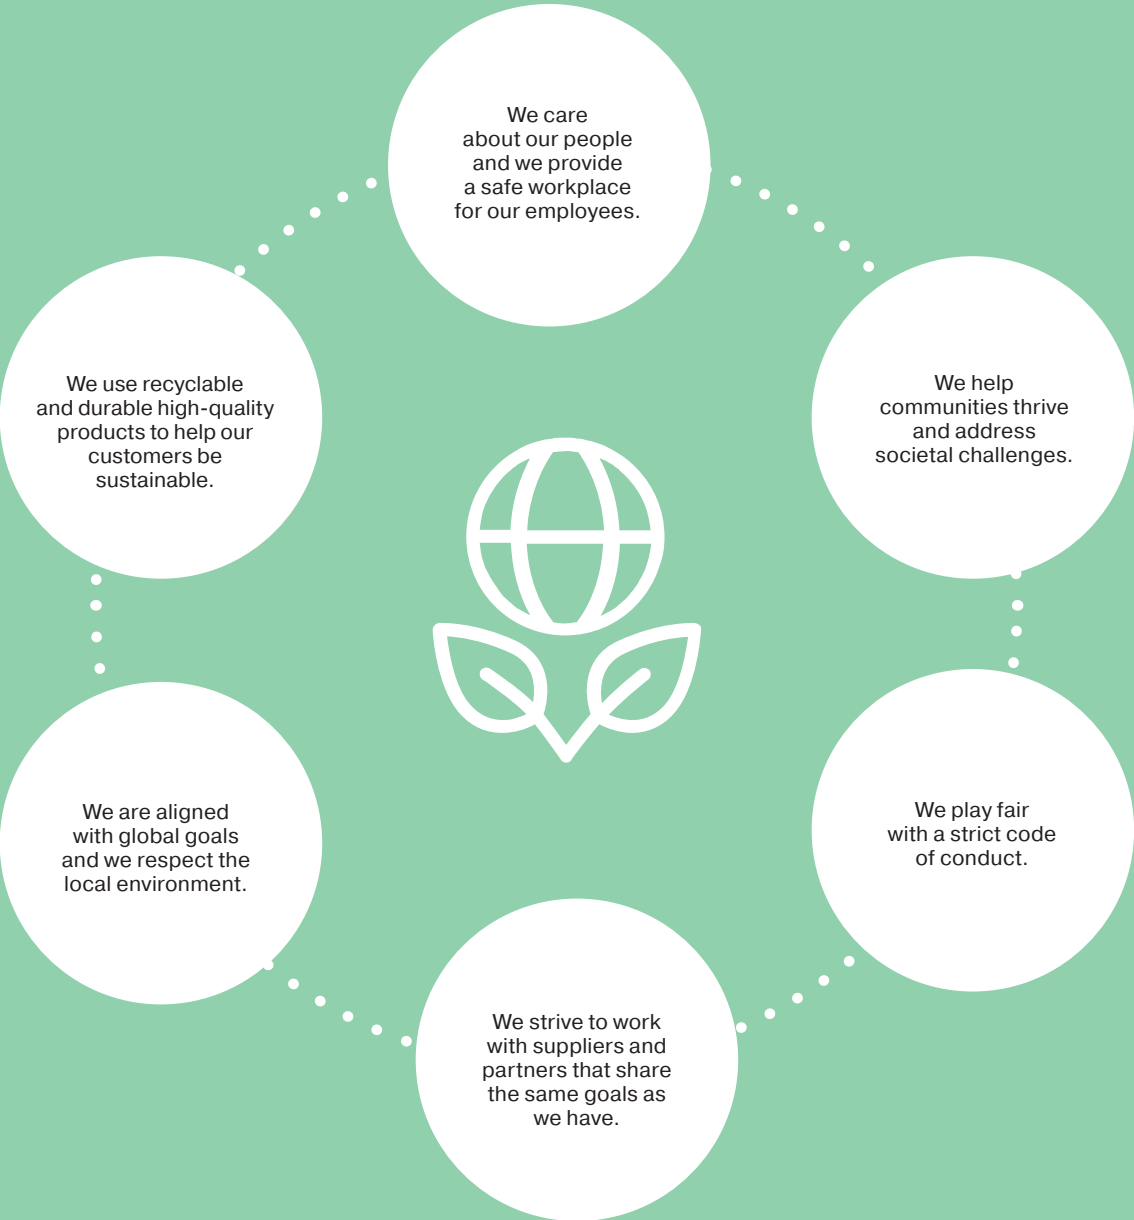 We care
about our people
and we provide
a safe workplace
for our employees.
We help
communities thrive
and address
societal challenges.
We play fair
with a strict code
of conduct.
We strive to work
with suppliers and
partners that share
the same goals as
we have.
We are aligned
with global goals
and we respect the
local environment.
We use recyclable
and durable high-quality
products to help our
customers be
sustainable.